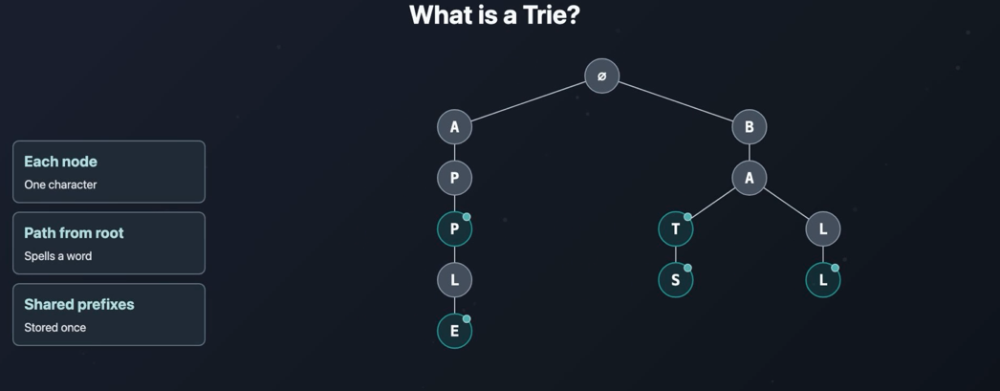 What is a Trie?
Each node
One character
Path from root
Spells a word
Shared prefixes
Stored once
∅
A
B
P
A
P
T
L
L
S
L
E